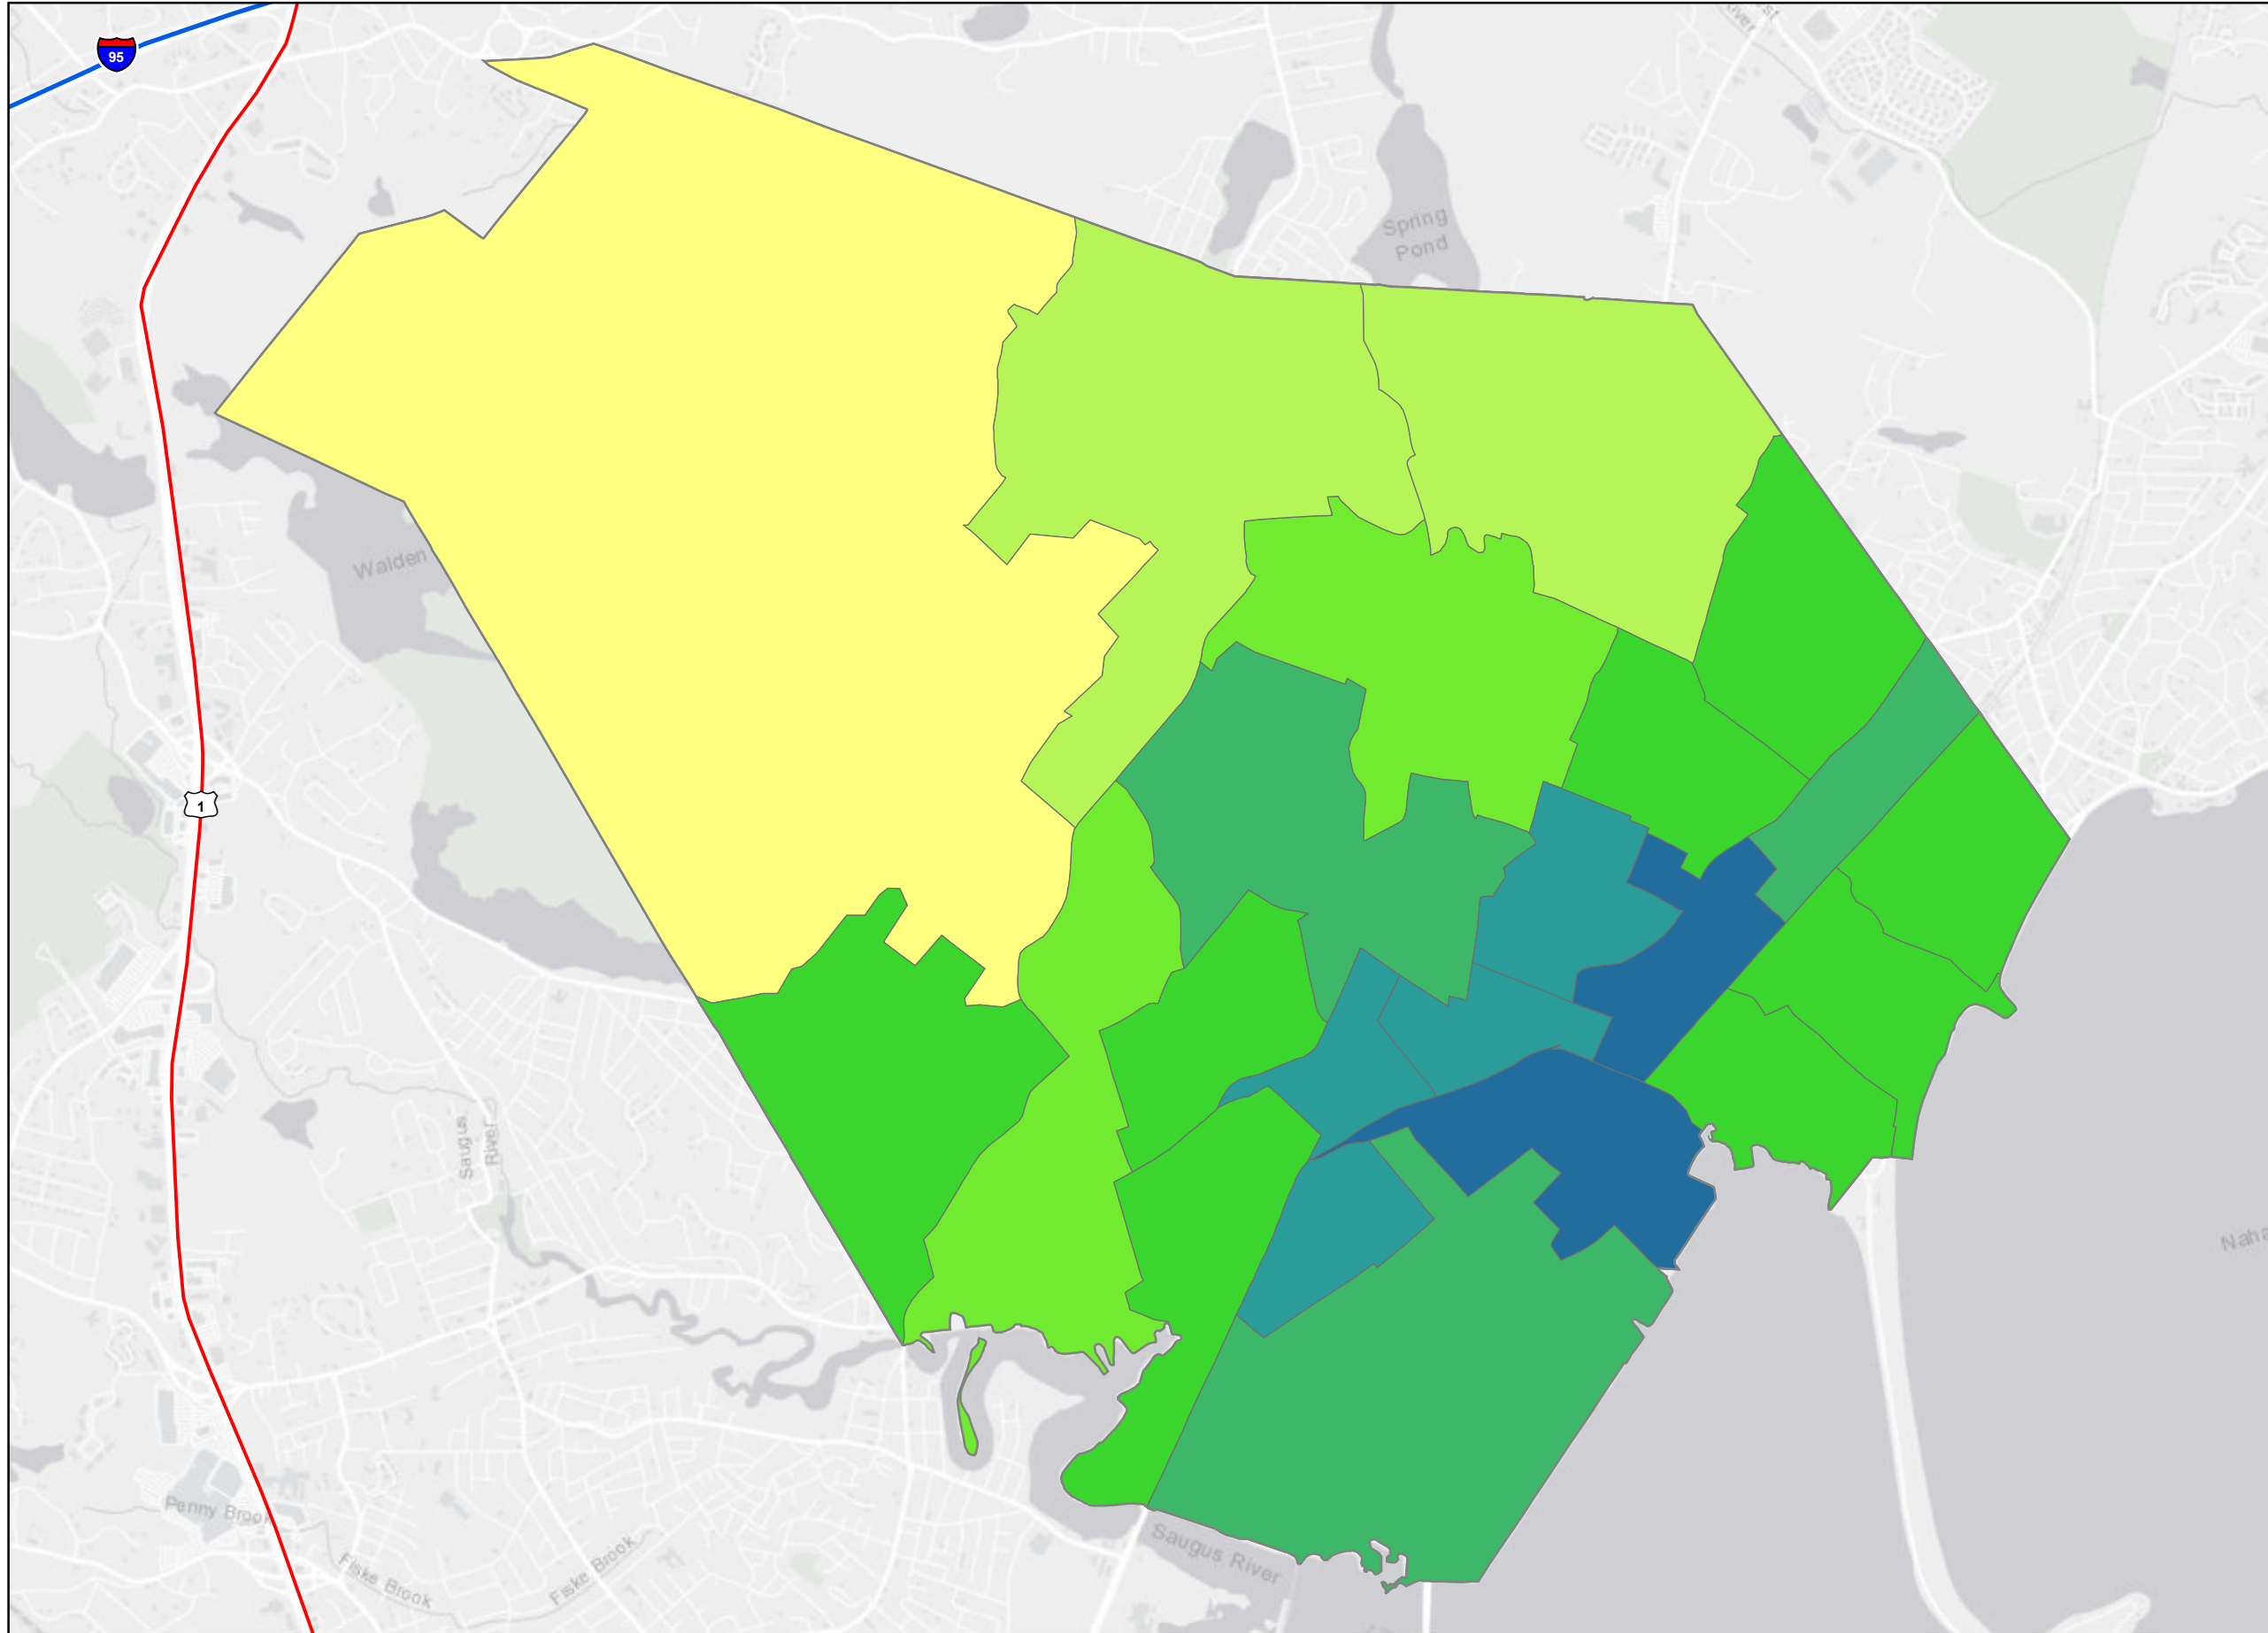 95
Spring
Pond
Walden
1
Saugus
River
Naha
Penny Brook
Fiske Brook
Fiske Brook
Saugus River